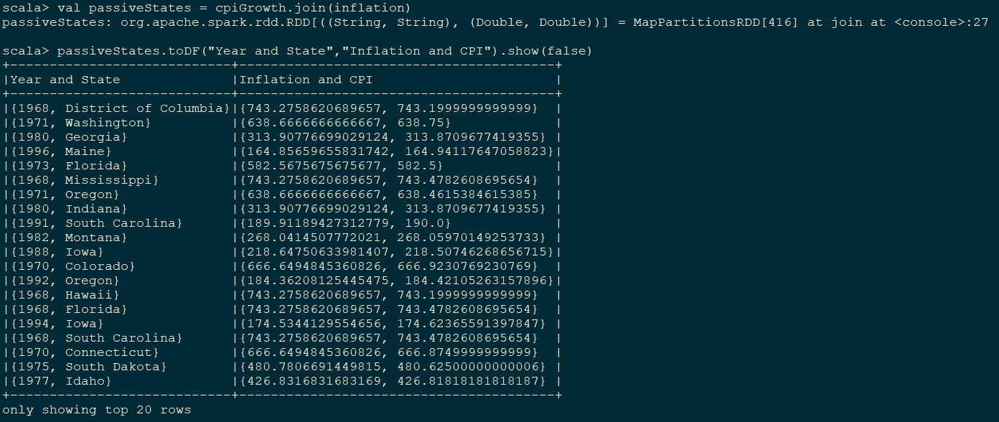 scala> val passiveStates = cpiGrowth.join(inflation)
passiveStates: org.apache.spark.rdd.RDD[((String, String), (Double, Double))] = MapPartitionsRDD[416] at join at <console>:27
scala> passiveStates.toDF("Year and State","Inflation and CPI").show(false)
+----------------------------+----------------------------------------+
|Year and State              |Inflation and CPI                       |
+----------------------------+----------------------------------------+
|{1968, District of Columbia}|{743.2758620689657, 743.1999999999999}  |
|{1971, Washington}          |{638.6666666666667, 638.75}             |
|{1980, Georgia}             |{313.90776699029124, 313.8709677419355} |
|{1996, Maine}               |{164.85659655831742, 164.94117647058823}|
|{1973, Florida}             |{582.5675675675677, 582.5}              |
|{1968, Mississippi}         |{743.2758620689657, 743.4782608695654}  |
|{1971, Oregon}              |{638.6666666666667, 638.4615384615385}  |
|{1980, Indiana}             |{313.90776699029124, 313.8709677419355} |
|{1991, South Carolina}      |{189.91189427312779, 190.0}             |
|{1982, Montana}             |{268.0414507772021, 268.05970149253733} |
|{1988, Iowa}                |{218.64750633981407, 218.50746268656715}|
|{1970, Colorado}            |{666.6494845360826, 666.9230769230769}  |
|{1992, Oregon}              |{184.36208125445475, 184.42105263157896}|
|{1968, Hawaii}              |{743.2758620689657, 743.1999999999999}  |
|{1968, Florida}             |{743.2758620689657, 743.4782608695654}  |
|{1994, Iowa}                |{174.5344129554656, 174.62365591397847} |
|{1968, South Carolina}      |{743.2758620689657, 743.4782608695654}  |
|{1970, Connecticut}         |{666.6494845360826, 666.8749999999999}  |
|{1975, South Dakota}        |{480.7806691449815, 480.62500000000006} |
|{1977, Idaho}               |{426.8316831683169, 426.81818181818187} |
+----------------------------+----------------------------------------+
only showing top 20 rows